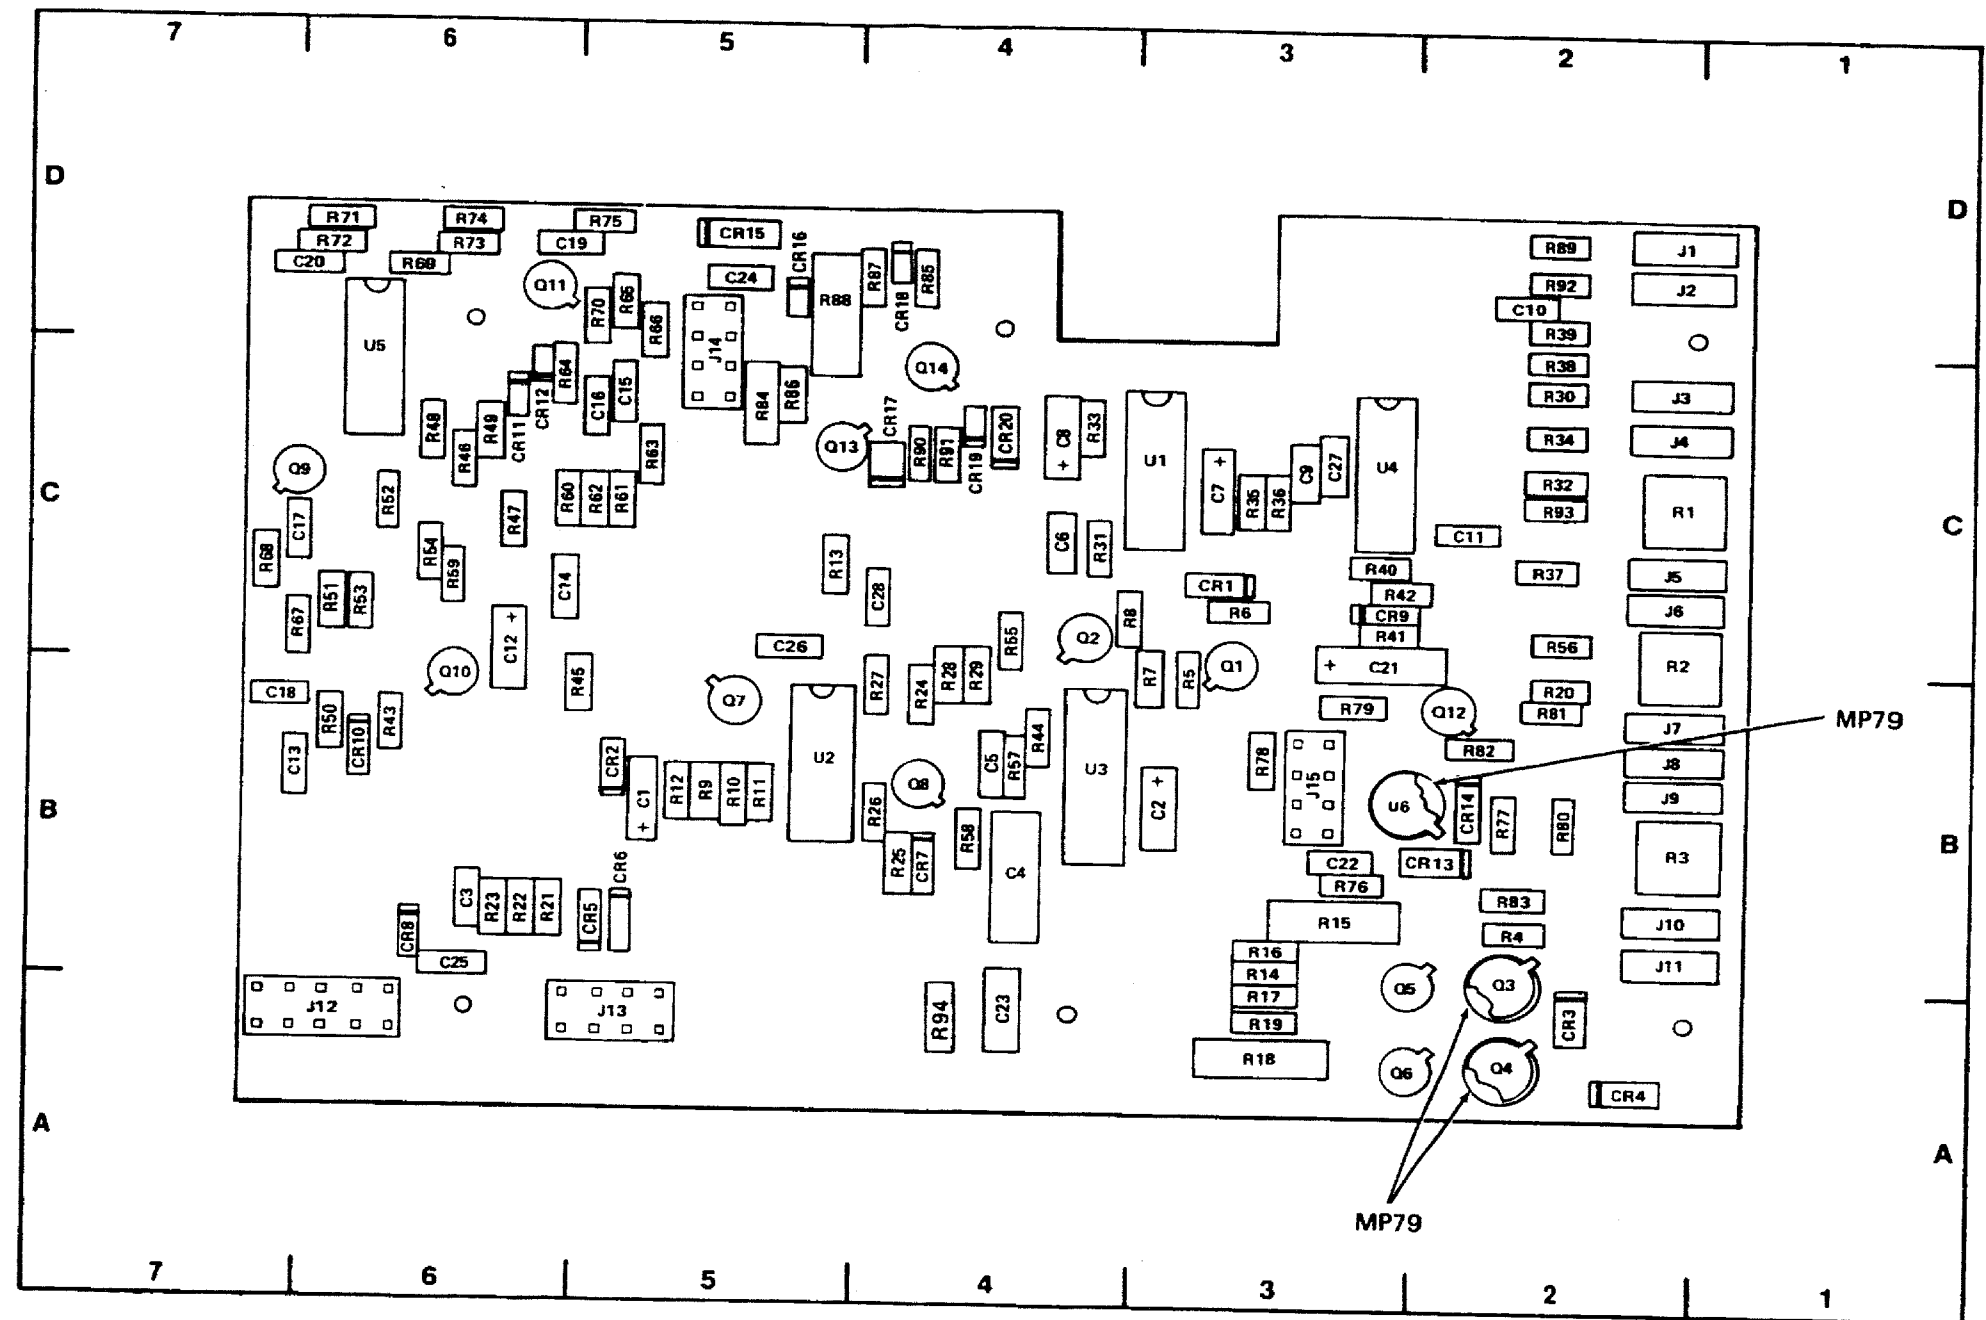 7 6 5 4 3 2 1
D D
R71 R74 R75 CR15 CR16
R72 R73 C19
C20 R69 C24 R87 R85 R89 J1
Q11 R88 CR18 R92 J2
R70 R65 R66 C10
U5 J14 R39
R64 Q14 R38
CR12 C16 C15 R84 R86 R30 J3
R48 R49 CR11 CR17 CR20 C8 + R33 R34 J4
Q9 R46 R63 Q13 R90 R91 CR19 U1 + C7 C9 C27 U4
C C
R52 R47 R60 R62 R61 R35 R36 R32 R1
C17 R93
R68 R54 R59 R13 C6 R31 C11
C14 C28 CR1 R40 R37 J5
R51 R53 R6 R42 J6
R67 C12 + R8 CR9
Q10 C26 R55 Q2 R41 R56
C18 R45 Q7 R27 R24 R28 R29 R7 R5 Q1 + C21 R2
R50 CR10 R43 R79 Q12 R20
R81 J7 MP79
C13 CR2 U2 C5 R57 R44 U3 R78 R82 J8
C1 + R12 R9 R10 R11 Q8 C2 + J15 U6 CR14 R77 R80 J9
B B
R26 R58
CR6 R25 CR7 C4 C22 CR13 R3
C3 R23 R22 R21 CR5 R76 R83
CR8 R15 R4 J10
C25 R16 J11
J12 J13 R94 C23 R14 Q5 Q3
R17
R19 CR3
R18 Q6 Q4
CR4
A A
MP79
7 6 5 4 3 2 1